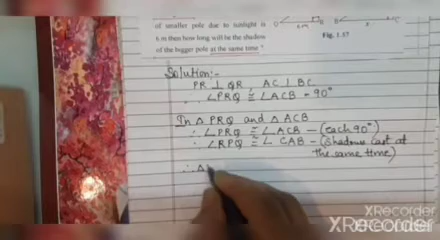 of smaller pole due to sunlight is
6 m then how long will be the shadow
of the bigger pole at the same time ?
Q 6 m R B x C
Fig. 1.57
Solution:-
PR ⊥ QR, AC ⊥ BC
∴ ∠PRQ ≅ ∠ACB = 90°
In △PRQ and △ACB
∴ ∠PRQ ≅ ∠ACB - (each 90°)
∴ ∠RPQ ≅ ∠CAB - (Shadows cast at
the same time)
∴ △
XRecorder
XRecorder